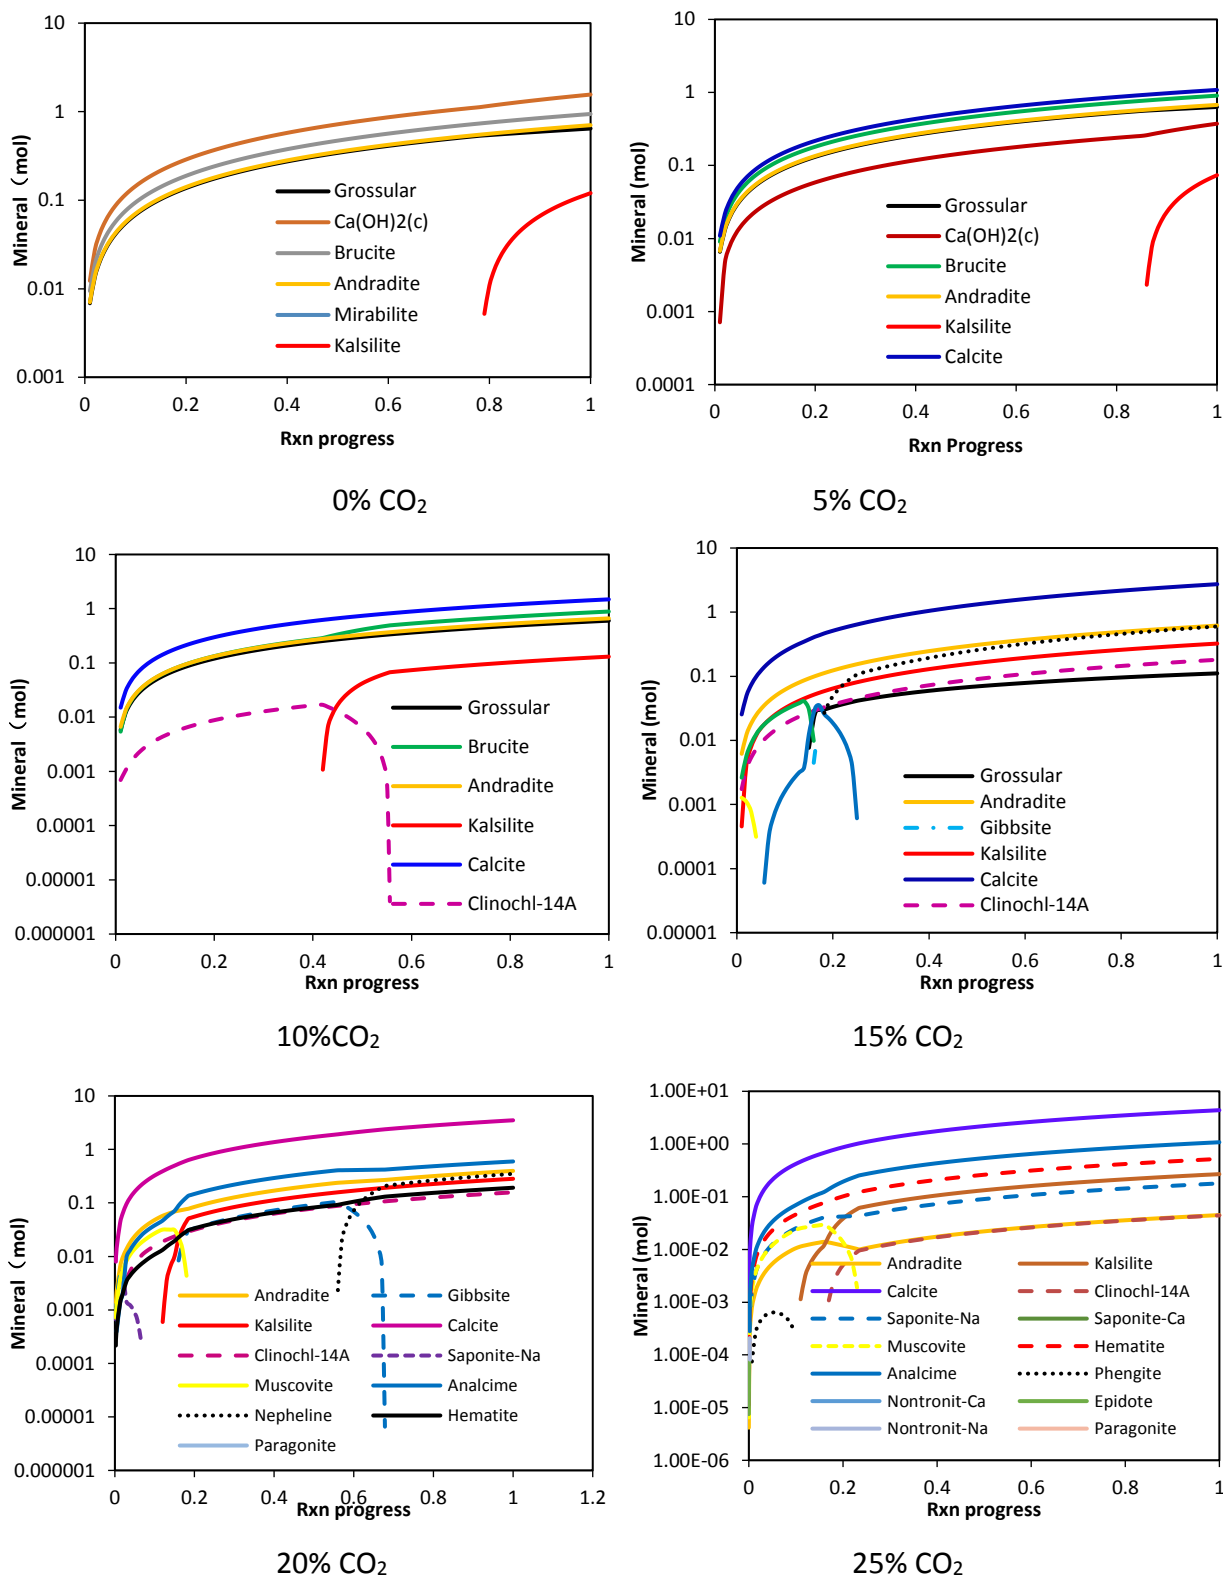 10
1
0.1
0.01
0.001
Mineral (mol)
0
0.2
0.4
0.6
0.8
1
Rxn progress
Grossular
Ca(OH)2(c)
Brucite
Andradite
Mirabilite
Kalsilite
0% CO₂
10
1
0.1
0.01
0.001
0.0001
Mineral (mol)
0
0.2
0.4
0.6
0.8
1
Rxn Progress
Grossular
Ca(OH)2(c)
Brucite
Andradite
Kalsilite
Calcite
5% CO₂
10
1
0.1
0.01
0.001
0.0001
0.00001
0.000001
Mineral (mol)
0
0.2
0.4
0.6
0.8
1
Rxn progress
Grossular
Brucite
Andradite
Kalsilite
Calcite
Clinochl-14A
10%CO₂
10
1
0.1
0.01
0.001
0.0001
0.00001
Mineral (mol)
0
0.2
0.4
0.6
0.8
1
Rxn progress
Grossular
Andradite
Gibbsite
Kalsilite
Calcite
Clinochl-14A
15% CO₂
10
1
0.1
0.01
0.001
0.0001
0.00001
0.000001
Mineral (mol)
0
0.2
0.4
0.6
0.8
1
1.2
Rxn progress
Andradite
Gibbsite
Kalsilite
Calcite
Clinochl-14A
Saponite-Na
Muscovite
Analcime
Nepheline
Hematite
Paragonite
20% CO₂
1.00E+01
1.00E+00
1.00E-01
1.00E-02
1.00E-03
1.00E-04
1.00E-05
1.00E-06
Mineral (mol)
0
0.2
0.4
0.6
0.8
1
Rxn progress
Andradite
Kalsilite
Calcite
Clinochl-14A
Saponite-Na
Saponite-Ca
Muscovite
Hematite
Analcime
Phengite
Nontronit-Ca
Epidote
Nontronit-Na
Paragonite
25% CO₂